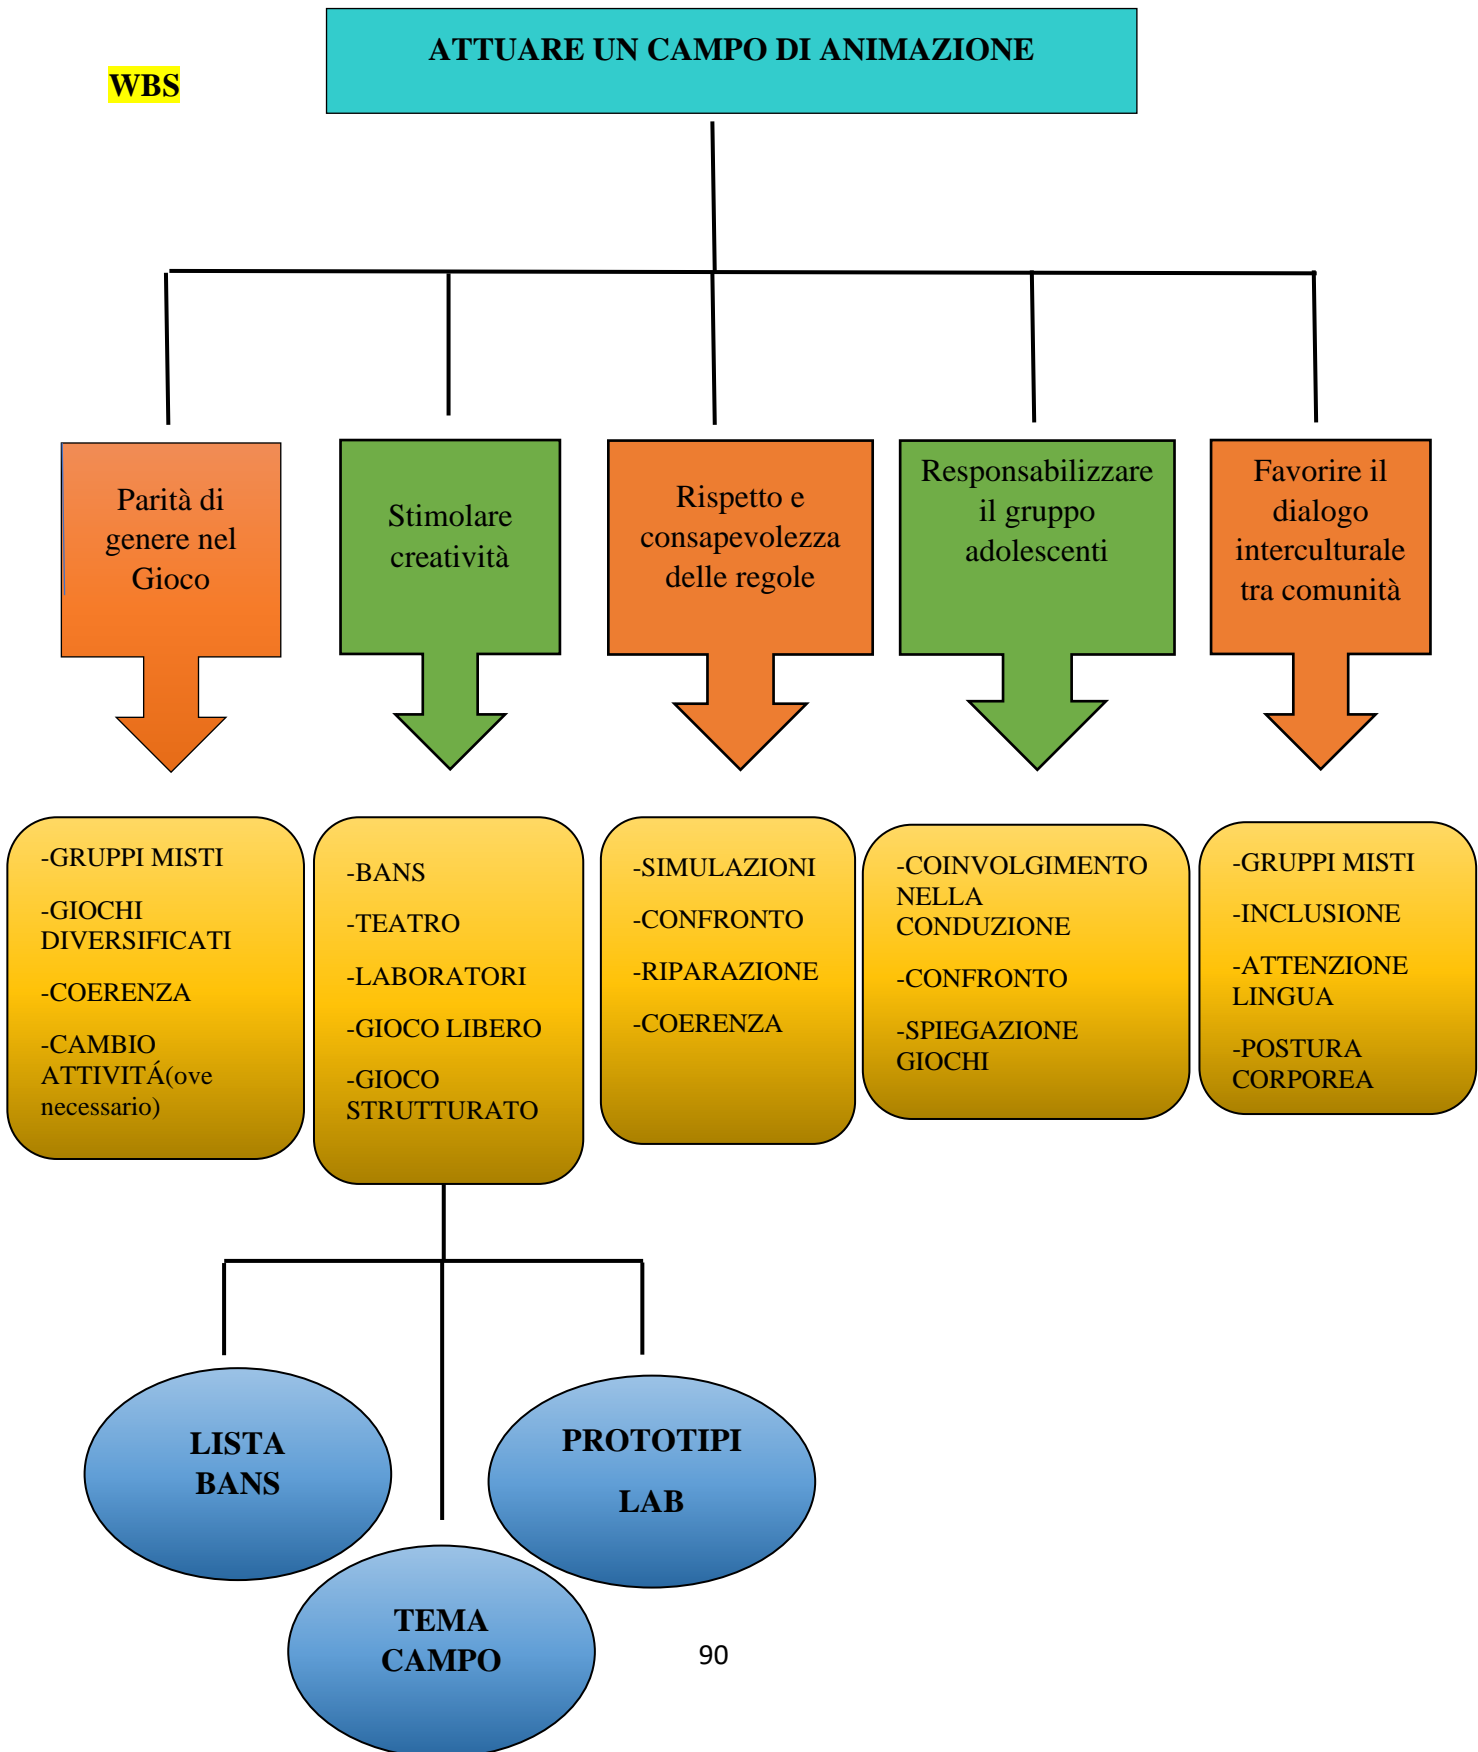 ATTUARE UN CAMPO DI ANIMAZIONE
WBS
Parità di
genere nel
Gioco
Stimolare
creatività
Rispetto e
consapevolezza
delle regole
Responsabilizzare
il gruppo
adolescenti
Favorire il
dialogo
interculturale
tra comunità
-GRUPPI MISTI
-GIOCHI
DIVERSIFICATI
-COERENZA
-CAMBIO
ATTIVITÁ(ove
necessario)
-BANS
-TEATRO
-LABORATORI
-GIOCO LIBERO
-GIOCO
STRUTTURATO
-SIMULAZIONI
-CONFRONTO
-RIPARAZIONE
-COERENZA
-COINVOLGIMENTO
NELLA
CONDUZIONE
-CONFRONTO
-SPIEGAZIONE
GIOCHI
-GRUPPI MISTI
-INCLUSIONE
-ATTENZIONE
LINGUA
-POSTURA
CORPOREA
LISTA
BANS
PROTOTIPI
LAB
TEMA
CAMPO
90